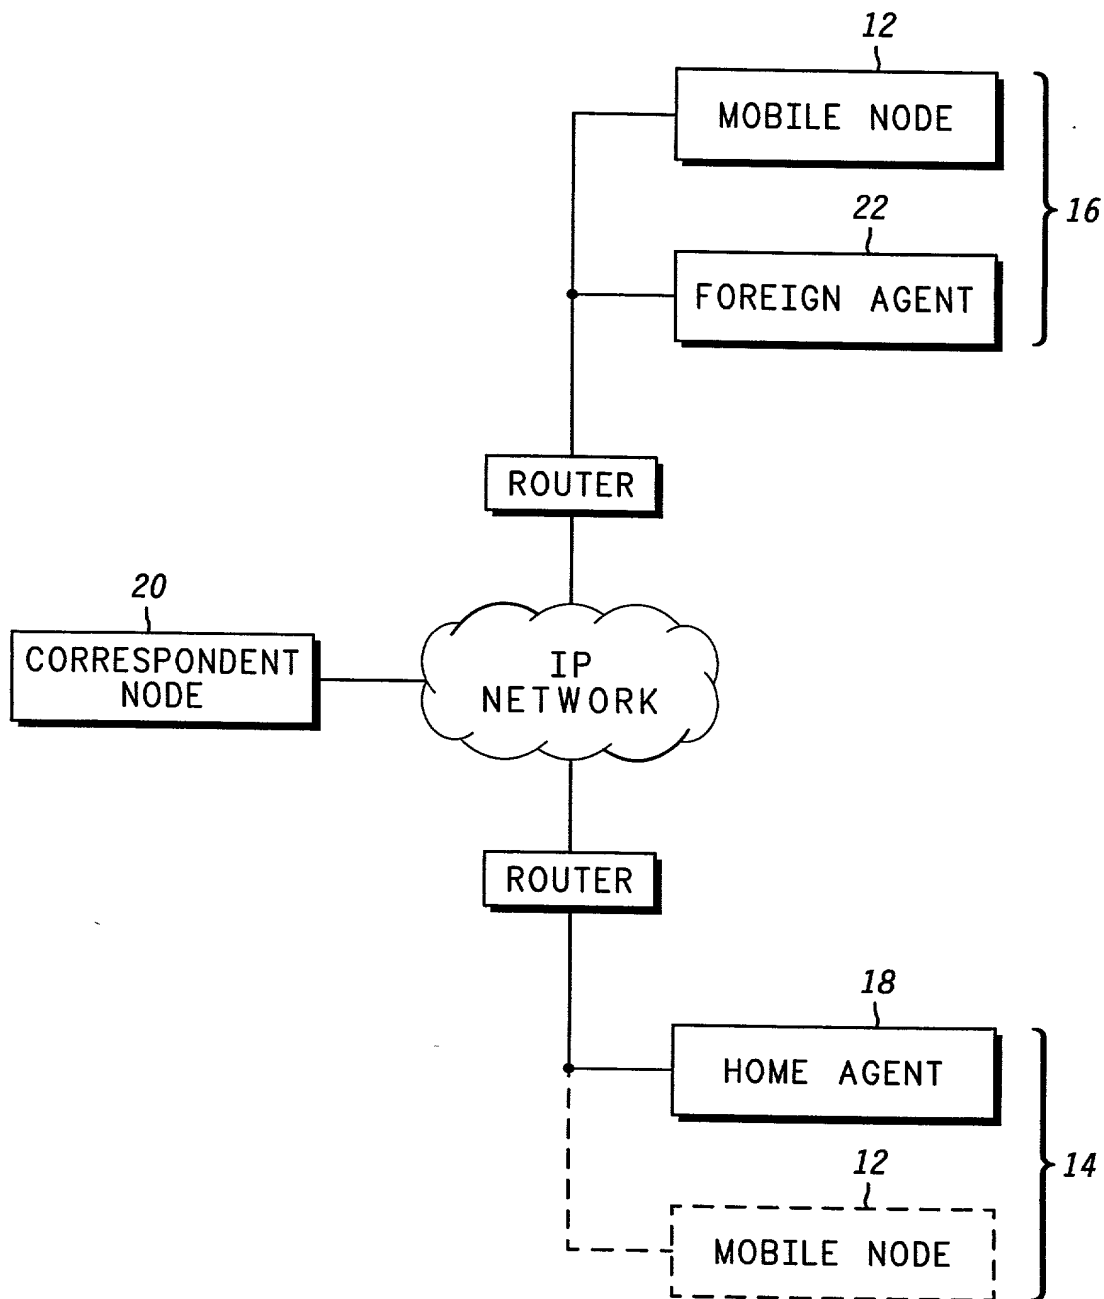 12
MOBILE NODE
16
22
FOREIGN AGENT
ROUTER
20
CORRESPONDENT
NODE
IP
NETWORK
ROUTER
18
HOME AGENT
14
12
MOBILE NODE